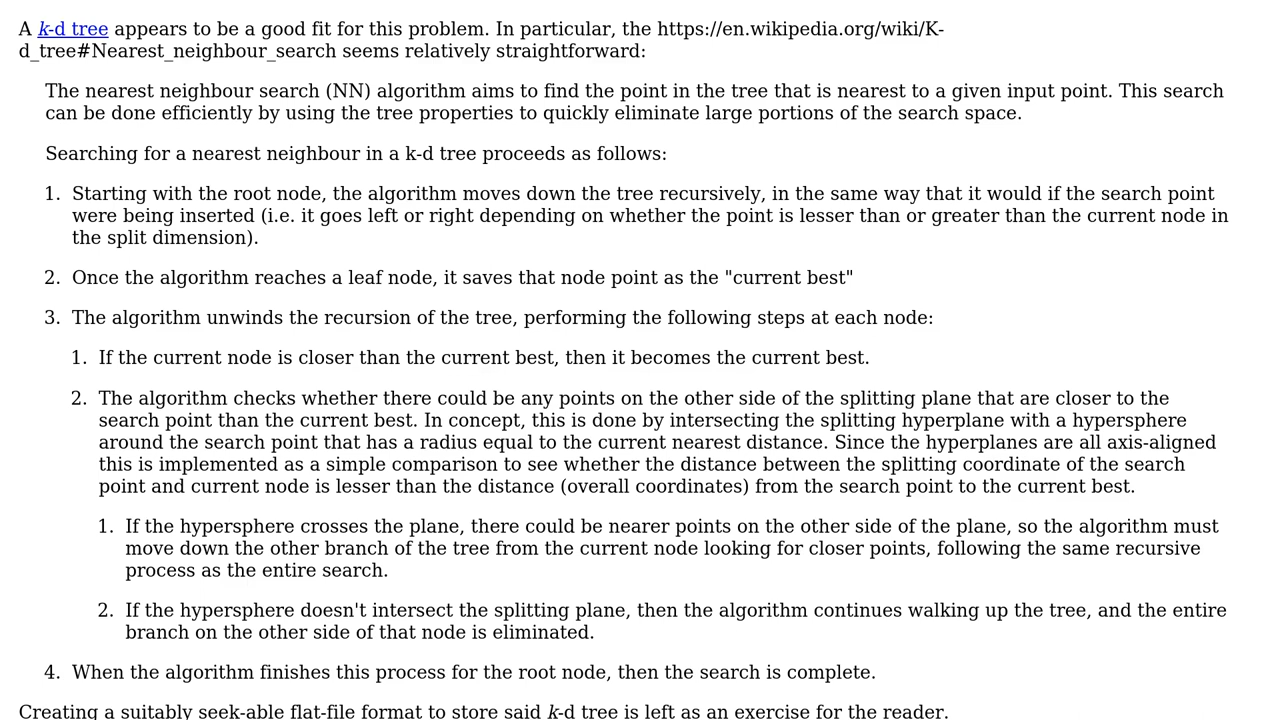 A k-d tree appears to be a good fit for this problem. In particular, the https://en.wikipedia.org/wiki/K-
d_tree#Nearest_neighbour_search seems relatively straightforward:
The nearest neighbour search (NN) algorithm aims to find the point in the tree that is nearest to a given input point. This search
can be done efficiently by using the tree properties to quickly eliminate large portions of the search space.
Searching for a nearest neighbour in a k-d tree proceeds as follows:
1. Starting with the root node, the algorithm moves down the tree recursively, in the same way that it would if the search point
were being inserted (i.e. it goes left or right depending on whether the point is lesser than or greater than the current node in
the split dimension).
2. Once the algorithm reaches a leaf node, it saves that node point as the "current best"
3. The algorithm unwinds the recursion of the tree, performing the following steps at each node:
1. If the current node is closer than the current best, then it becomes the current best.
2. The algorithm checks whether there could be any points on the other side of the splitting plane that are closer to the
search point than the current best. In concept, this is done by intersecting the splitting hyperplane with a hypersphere
around the search point that has a radius equal to the current nearest distance. Since the hyperplanes are all axis-aligned
this is implemented as a simple comparison to see whether the distance between the splitting coordinate of the search
point and current node is lesser than the distance (overall coordinates) from the search point to the current best.
1. If the hypersphere crosses the plane, there could be nearer points on the other side of the plane, so the algorithm must
move down the other branch of the tree from the current node looking for closer points, following the same recursive
process as the entire search.
2. If the hypersphere doesn't intersect the splitting plane, then the algorithm continues walking up the tree, and the entire
branch on the other side of that node is eliminated.
4. When the algorithm finishes this process for the root node, then the search is complete.
Creating a suitably seek-able flat-file format to store said k-d tree is left as an exercise for the reader.